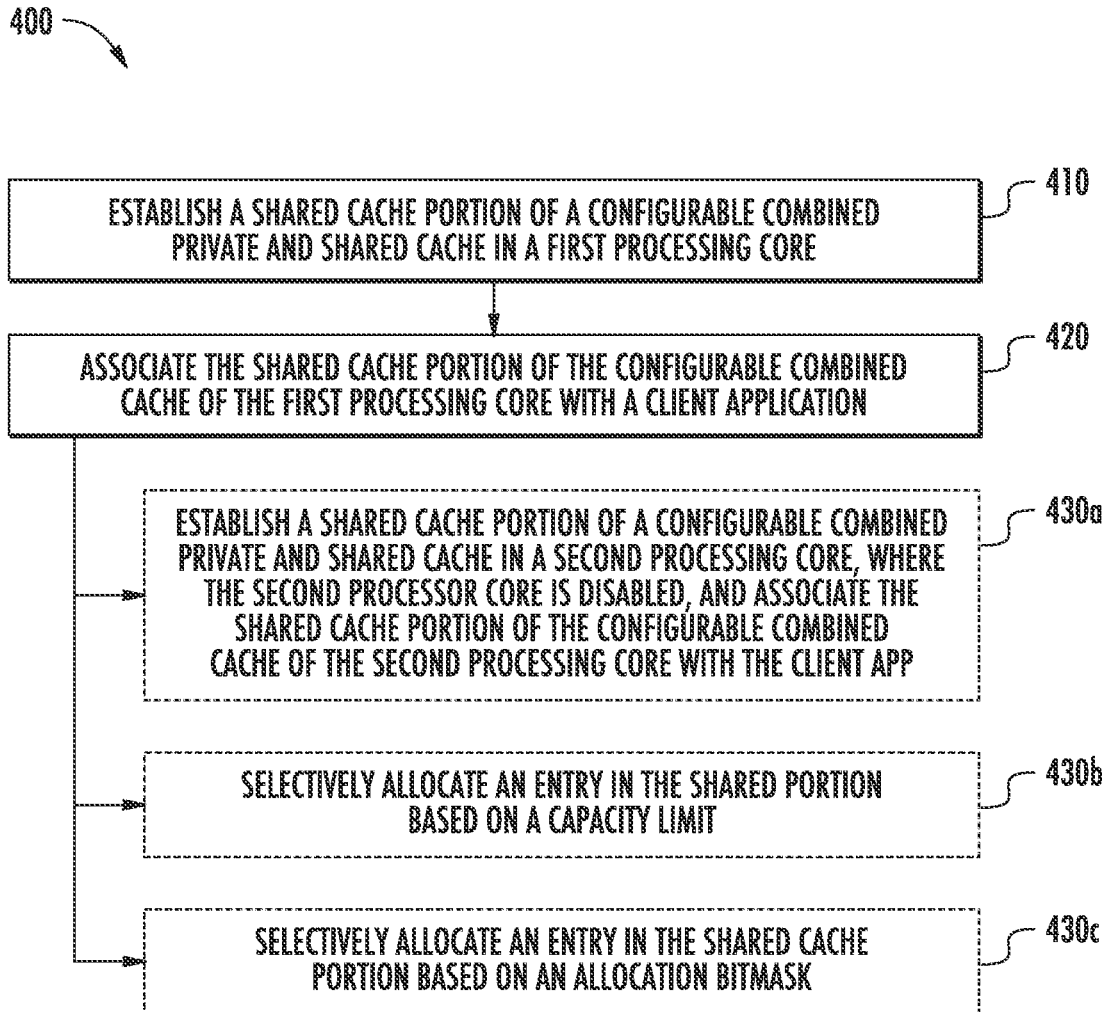 400
410
ESTABLISH A SHARED CACHE PORTION OF A CONFIGURABLE COMBINED
PRIVATE AND SHARED CACHE IN A FIRST PROCESSING CORE
420
ASSOCIATE THE SHARED CACHE PORTION OF THE CONFIGURABLE COMBINED
CACHE OF THE FIRST PROCESSING CORE WITH A CLIENT APPLICATION
430a
ESTABLISH A SHARED CACHE PORTION OF A CONFIGURABLE COMBINED
PRIVATE AND SHARED CACHE IN A SECOND PROCESSING CORE, WHERE
THE SECOND PROCESSOR CORE IS DISABLED, AND ASSOCIATE THE
SHARED CACHE PORTION OF THE CONFIGURABLE COMBINED
CACHE OF THE SECOND PROCESSING CORE WITH THE CLIENT APP
430b
SELECTIVELY ALLOCATE AN ENTRY IN THE SHARED PORTION
BASED ON A CAPACITY LIMIT
430c
SELECTIVELY ALLOCATE AN ENTRY IN THE SHARED CACHE
PORTION BASED ON AN ALLOCATION BITMASK